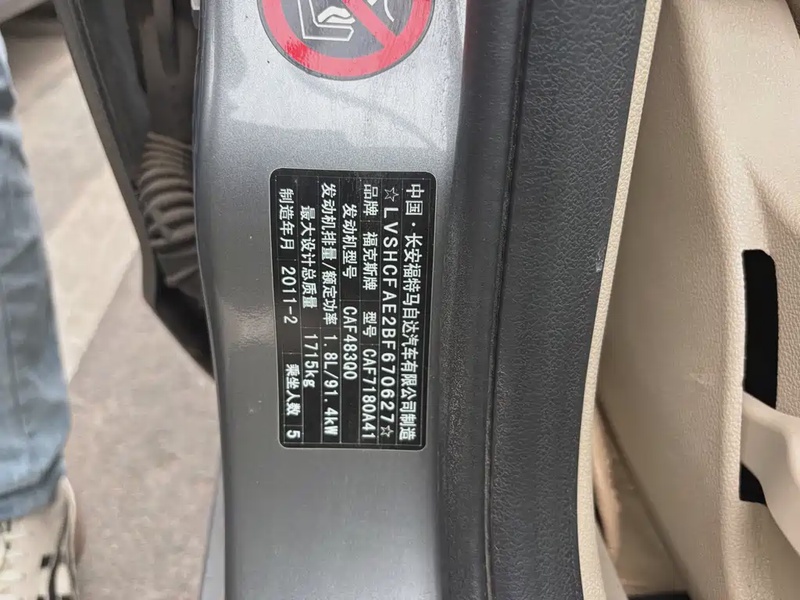 中国·长安福特马自达汽车有限公司制造
☆LVSHCFAE2BF670627☆
品牌 福克斯牌 型号 CAF7180A41
发动机型号 CAF483Q0
发动机排量/额定功率 1.8L/91.4kW
最大设计总质量 1715kg
制造年月 2011-2 乘坐人数 5